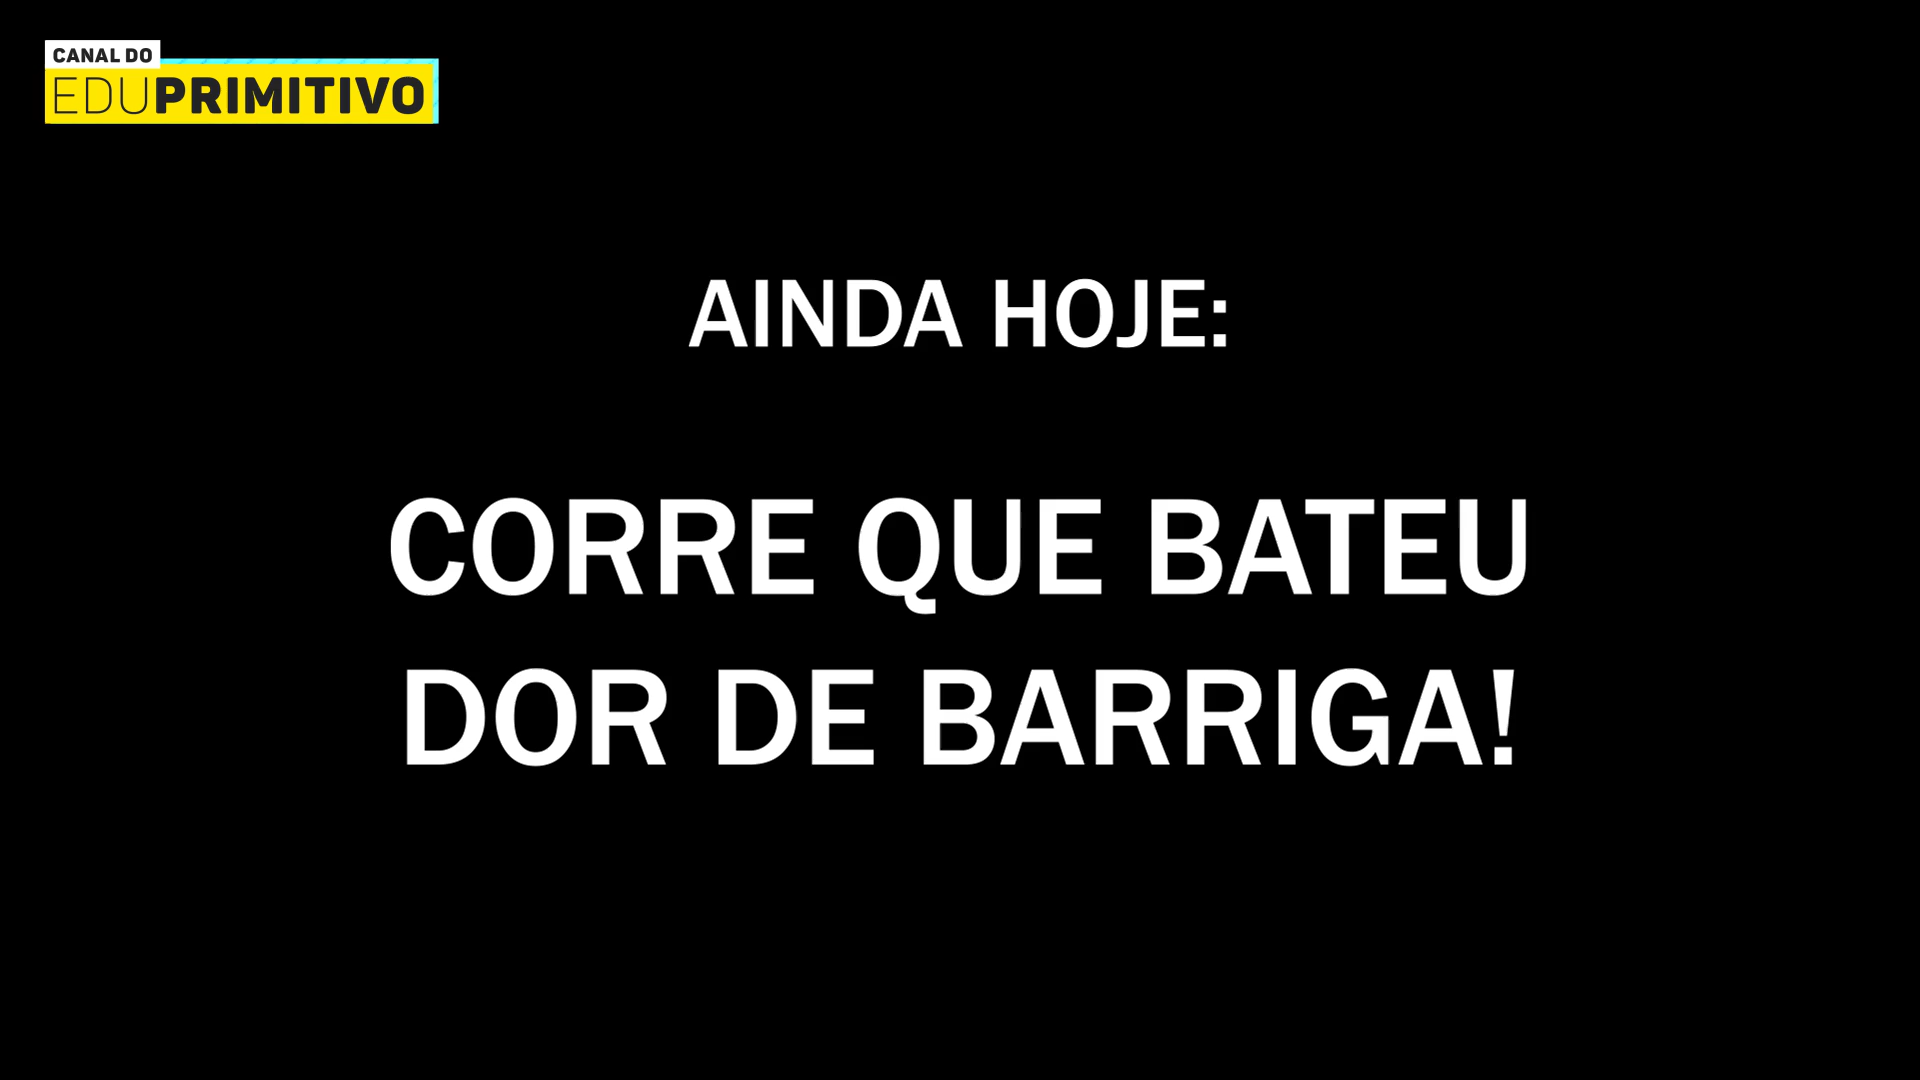 CANAL DO
EDUPRIMITIVO
AINDA HOJE:
CORRE QUE BATEU
DOR DE BARRIGA!